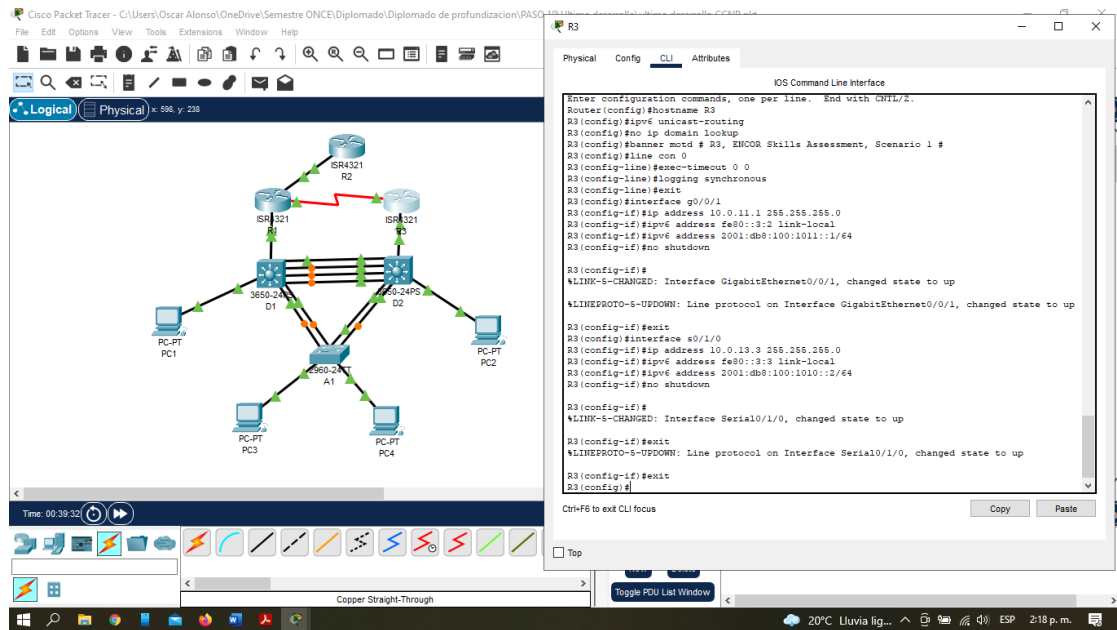 Cisco Packet Tracer - C:\Users\Oscar Alonso\OneDrive\Semestre ONCE\Diplomado\Diplomado de profundizacion\PASO
File Edit Options View Tools Extensions Window Help
Logical
Physical
x: 598, y: 238
ISR4321
R2
ISR4321
R1
ISR4321
R3
3650-24PS
D1
3650-24PS
D2
PC-PT
PC1
PC-PT
PC2
2960-24TT
A1
PC-PT
PC3
PC-PT
PC4
Time: 00:39:32
Copper Straight-Through
R3
Physical Config CLI Attributes
IOS Command Line Interface
Enter configuration commands, one per line. End with CNTL/Z.
Router(config)#hostname R3
R3(config)#ipv6 unicast-routing
R3(config)#no ip domain lookup
R3(config)#banner motd # R3, ENCOR Skills Assessment, Scenario 1 #
R3(config)#line con 0
R3(config-line)#exec-timeout 0 0
R3(config-line)#logging synchronous
R3(config-line)#exit
R3(config)#interface g0/0/1
R3(config-if)#ip address 10.0.11.1 255.255.255.0
R3(config-if)#ipv6 address fe80::3:2 link-local
R3(config-if)#ipv6 address 2001:db8:100:1011::1/64
R3(config-if)#no shutdown
R3(config-if)#
%LINK-5-CHANGED: Interface GigabitEthernet0/0/1, changed state to up
%LINEPROTO-5-UPDOWN: Line protocol on Interface GigabitEthernet0/0/1, changed state to up
R3(config-if)#exit
R3(config)#interface s0/1/0
R3(config-if)#ip address 10.0.13.3 255.255.255.0
R3(config-if)#ipv6 address fe80::3:3 link-local
R3(config-if)#ipv6 address 2001:db8:100:1010::2/64
R3(config-if)#no shutdown
R3(config-if)#
%LINK-5-CHANGED: Interface Serial0/1/0, changed state to up
R3(config-if)#exit
%LINEPROTO-5-UPDOWN: Line protocol on Interface Serial0/1/0, changed state to up
R3(config-if)#exit
R3(config)#
Ctrl+F6 to exit CLI focus
Copy
Paste
Top
Toggle PDU List Window
20°C Lluvia lig... ESP 2:18 p. m.